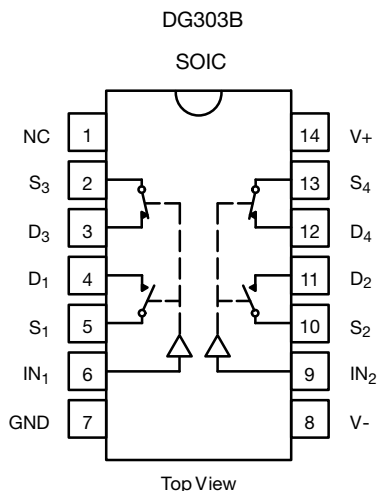 DG303B
SOIC
NC 1 14 V+
S3 2 13 S4
D3 3 12 D4
D1 4 11 D2
S1 5 10 S2
IN1 6 9 IN2
GND 7 8 V-
Top View